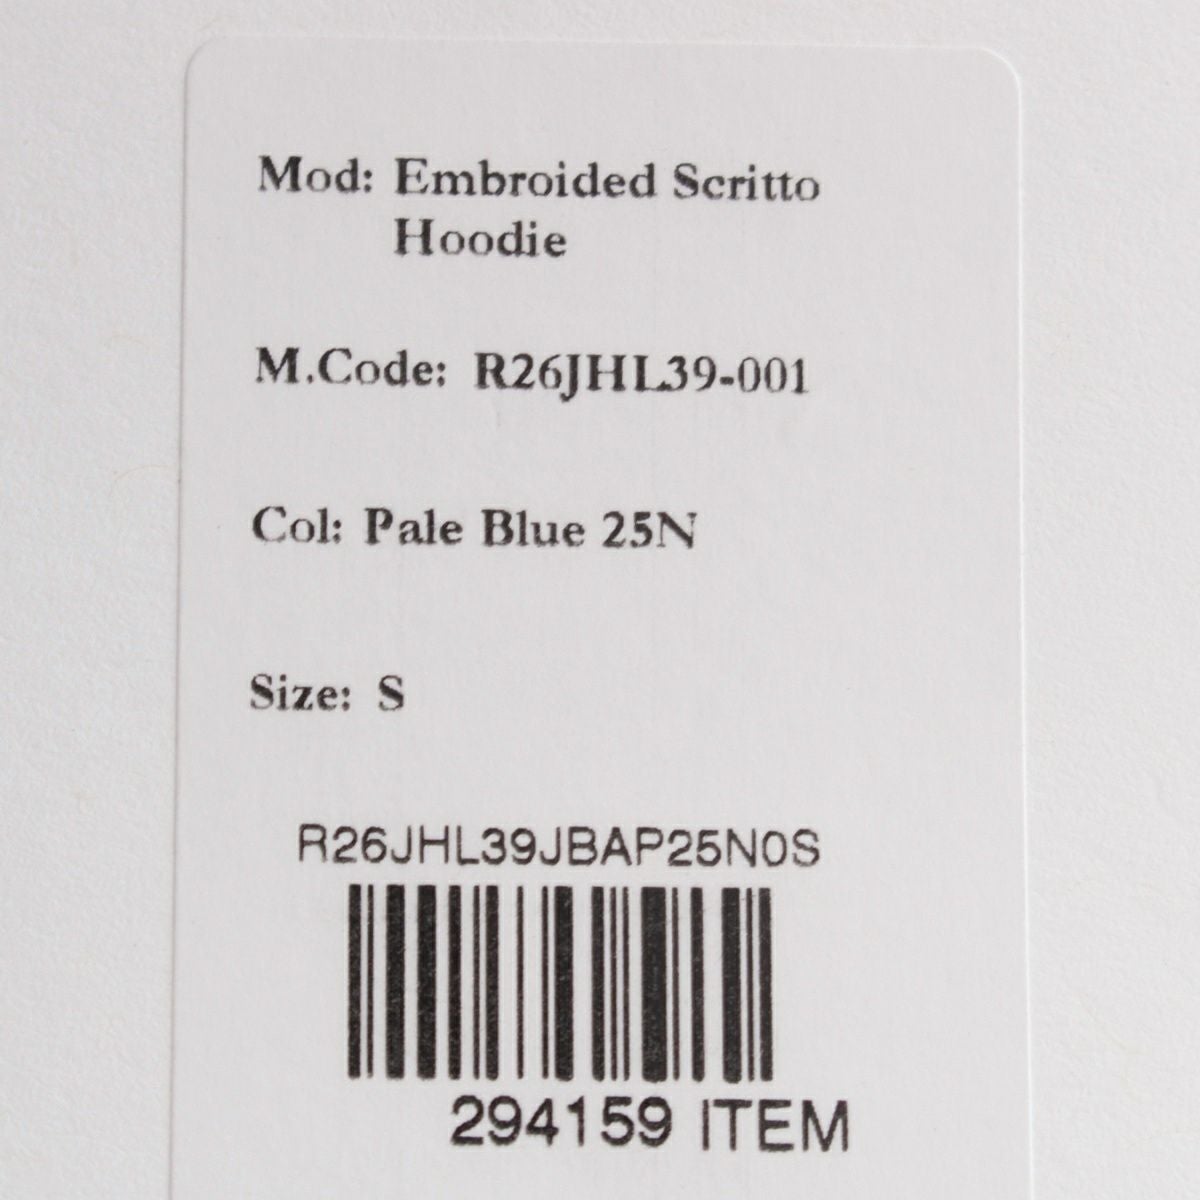 Mod: Embroided Scritto
Hoodie
M.Code: R26JHL39-001
Col: Pale Blue 25N
Size: S
R26JHL39JBAP25N0S
294159 ITEM